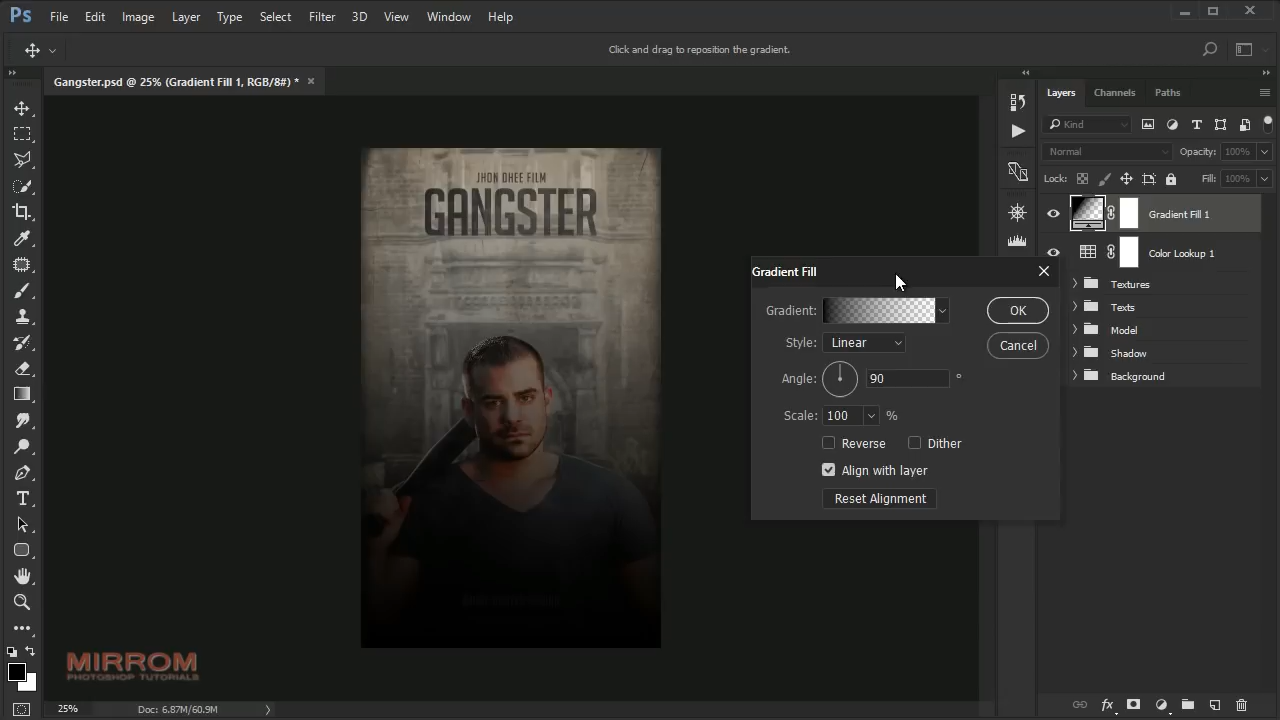 Ps File Edit Image Layer Type Select Filter 3D View Window Help
Click and drag to reposition the gradient.
Gangster.psd @ 25% (Gradient Fill 1, RGB/8#) *
JHON DHEE FILM
GANGSTER
Layers Channels Paths
Kind
Normal Opacity: 100%
Lock: Fill: 100%
Gradient Fill 1
Color Lookup 1
Textures
Texts
Model
Shadow
Background
Gradient Fill
Gradient: OK
Style: Linear Cancel
Angle: 90 °
Scale: 100 %
Reverse Dither
Align with layer
Reset Alignment
MIRROM
PHOTOSHOP TUTORIALS
25% Doc: 6.87M/60.9M